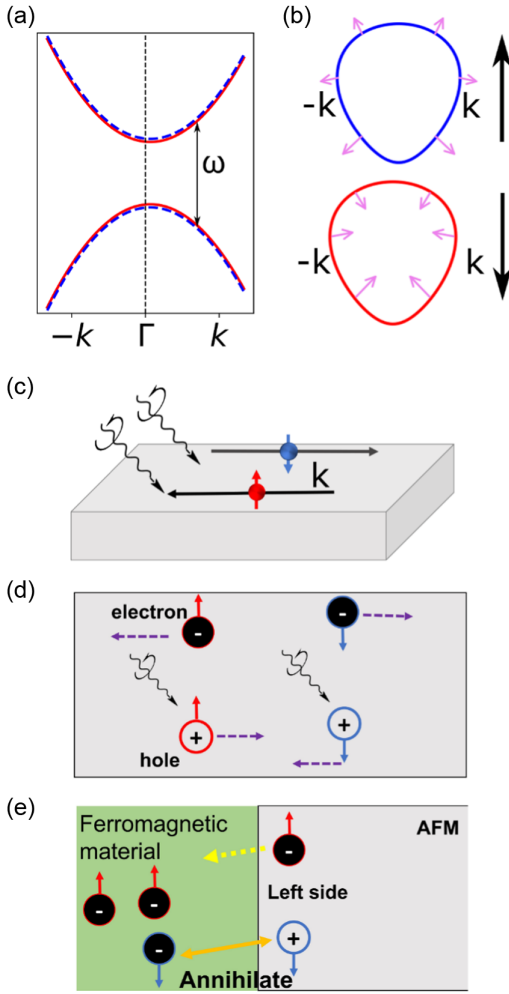 (a)
ω
−k Γ k
(b)
-k k
-k k
(c)
k
(d)
electron
-
-
+
+
hole
(e)
Ferromagnetic
material
AFM
-
Left side
-
-
-
+
Annihilate